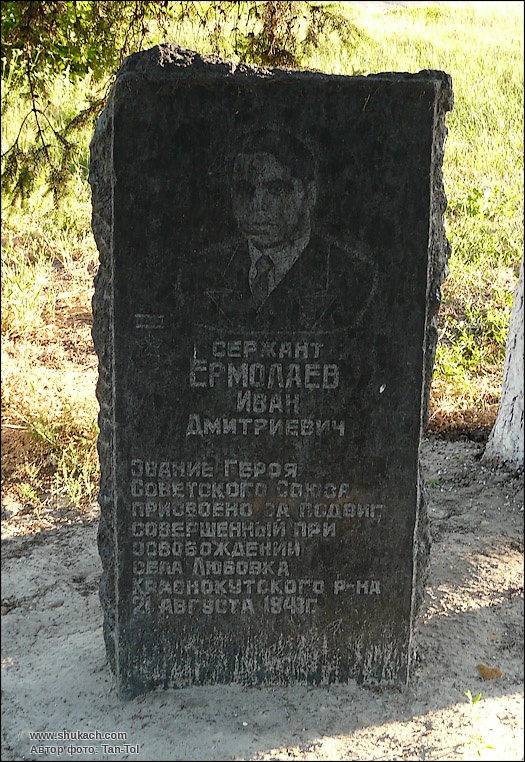 СЕРЖАНТ
ЕРМОЛАЕВ
ИВАН
ДМИТРИЕВИЧ
ЗВАНИЕ ГЕРОЯ
СОВЕТСКОГО СОЮЗА
ПРИСВОЕНО ЗА ПОДВИГ
СОВЕРШЕННЫЙ ПРИ
ОСВОБОЖДЕНИИ
СЕЛА ЛЮБОВКА
КРАСНОКУТСКОГО Р-НА
21 АВГУСТА 1943Г
www.shukach.com
Автор фото: Tan-Tol